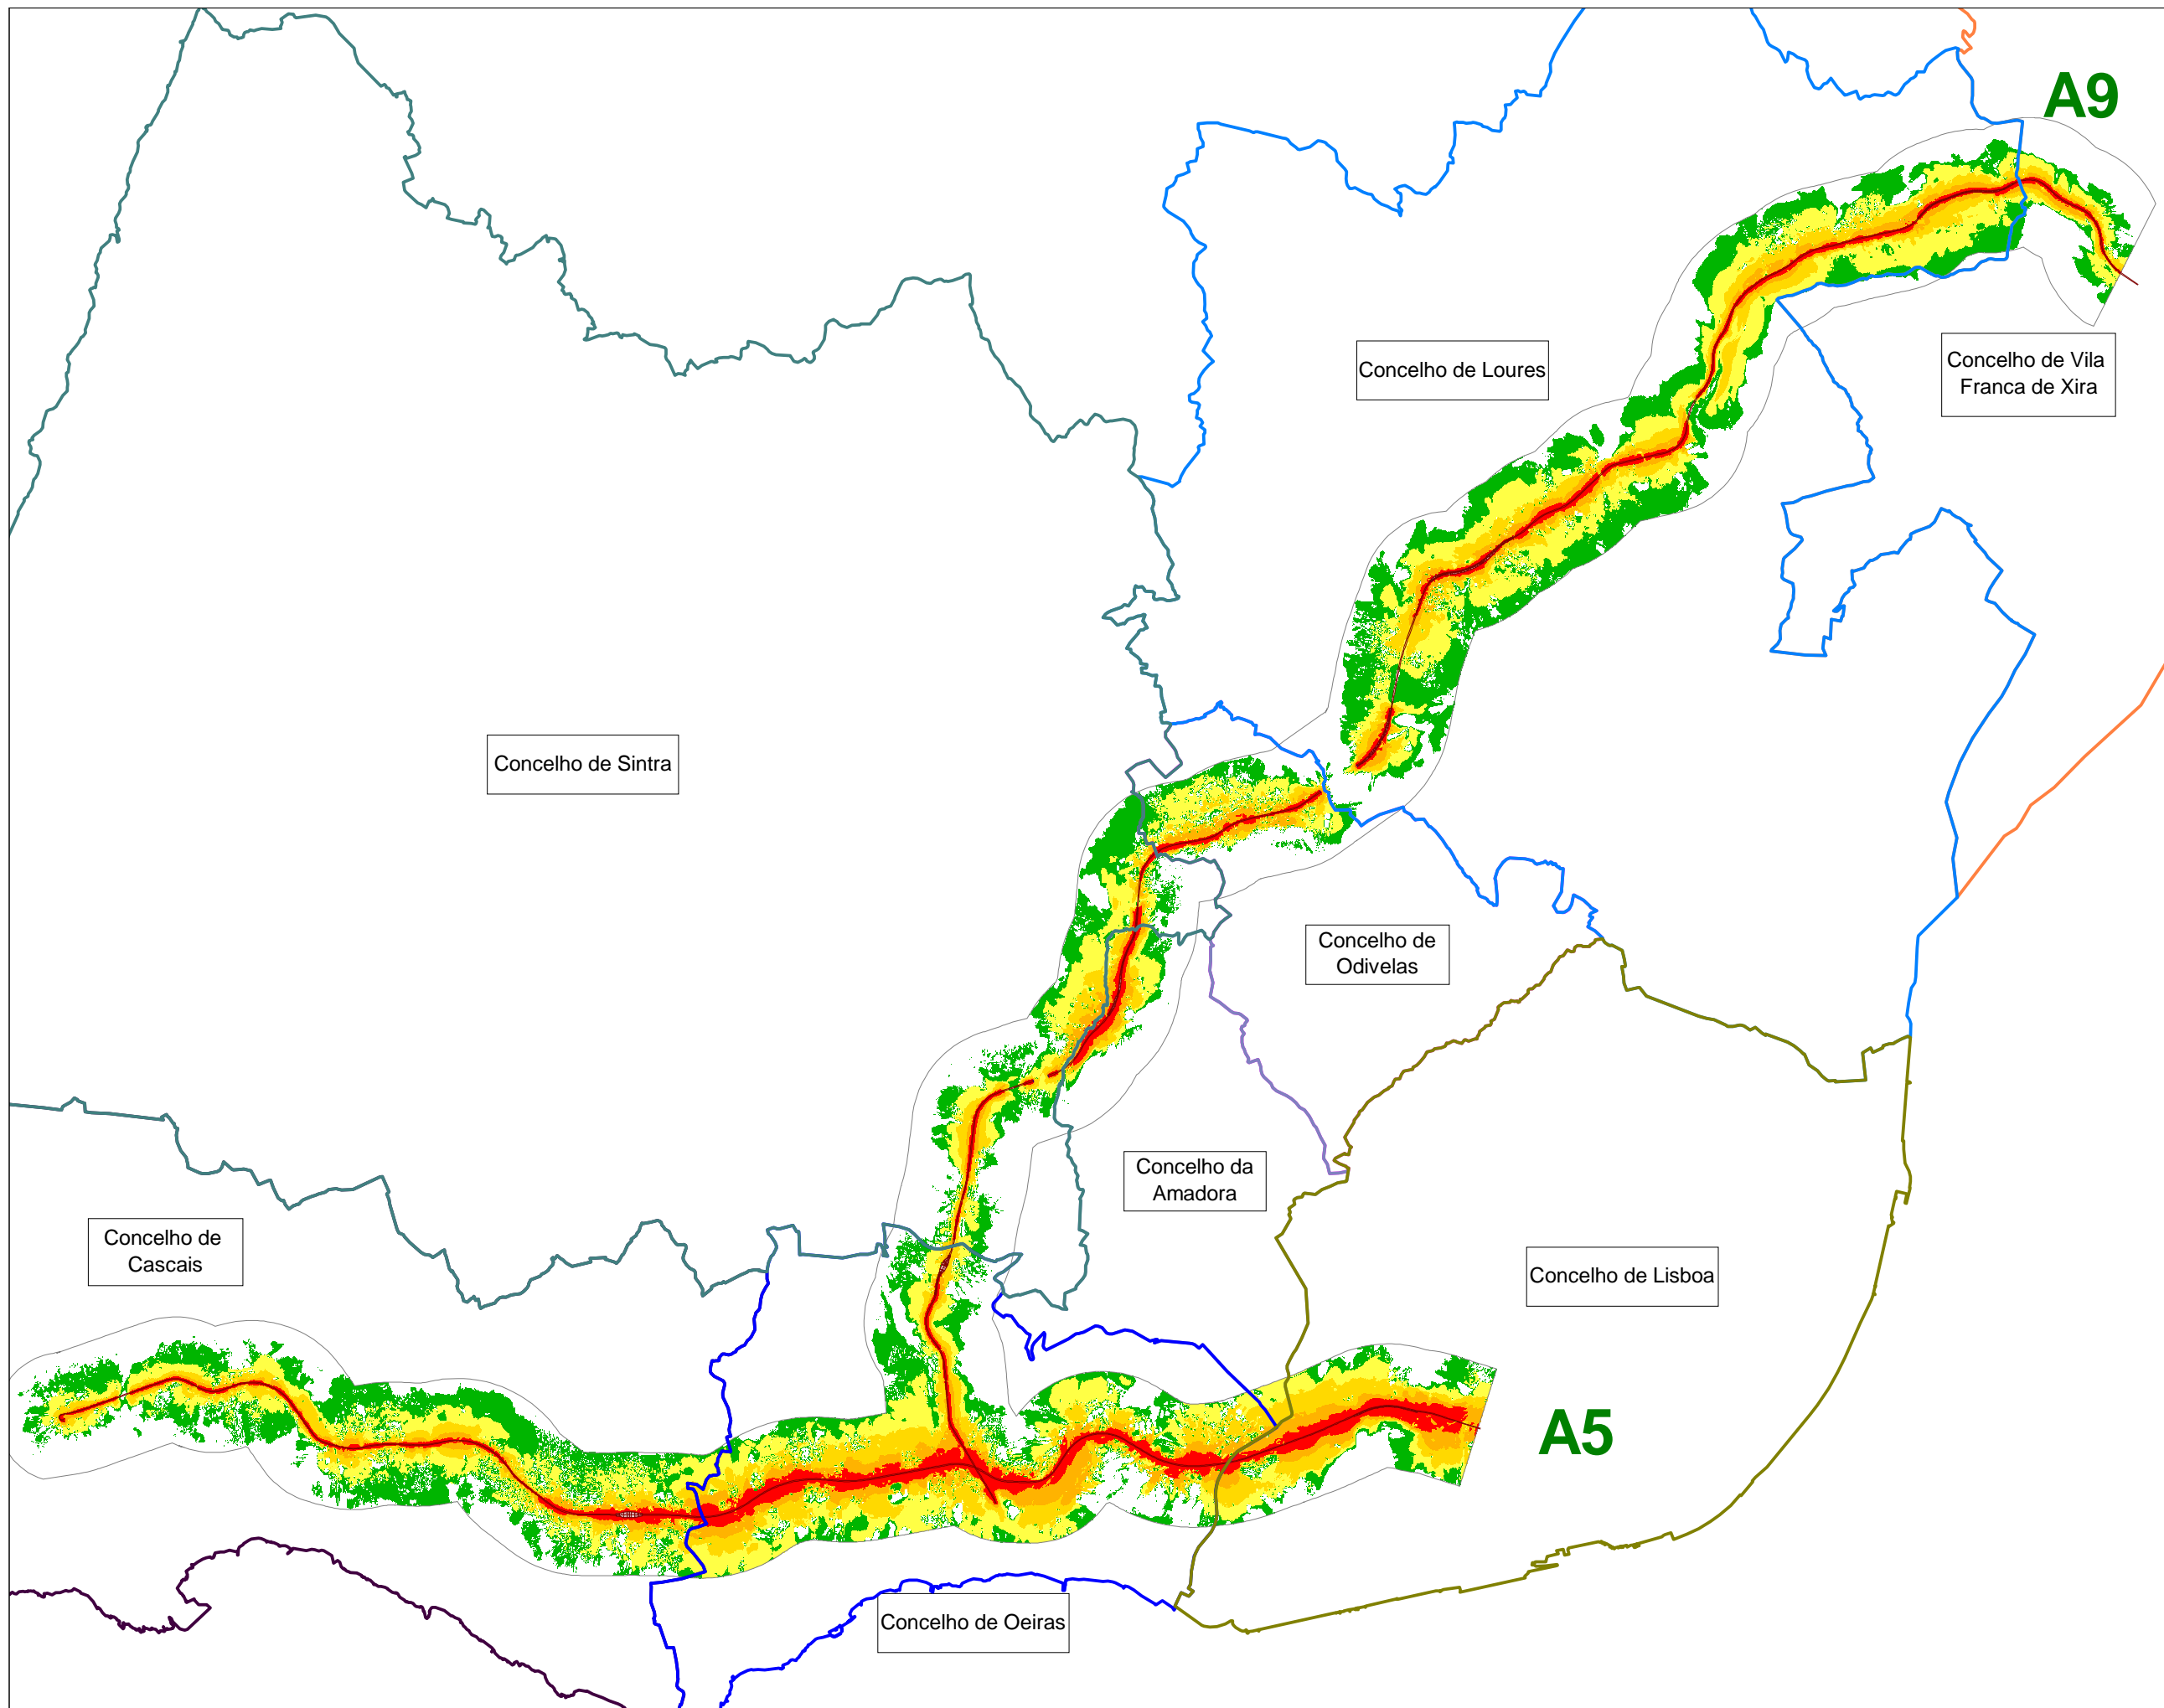 A9
Concelho de Loures
Concelho de Vila
Franca de Xira
Concelho de Sintra
Concelho de
Odivelas
Concelho da
Amadora
Concelho de
Cascais
Concelho de Lisboa
A5
Concelho de Oeiras